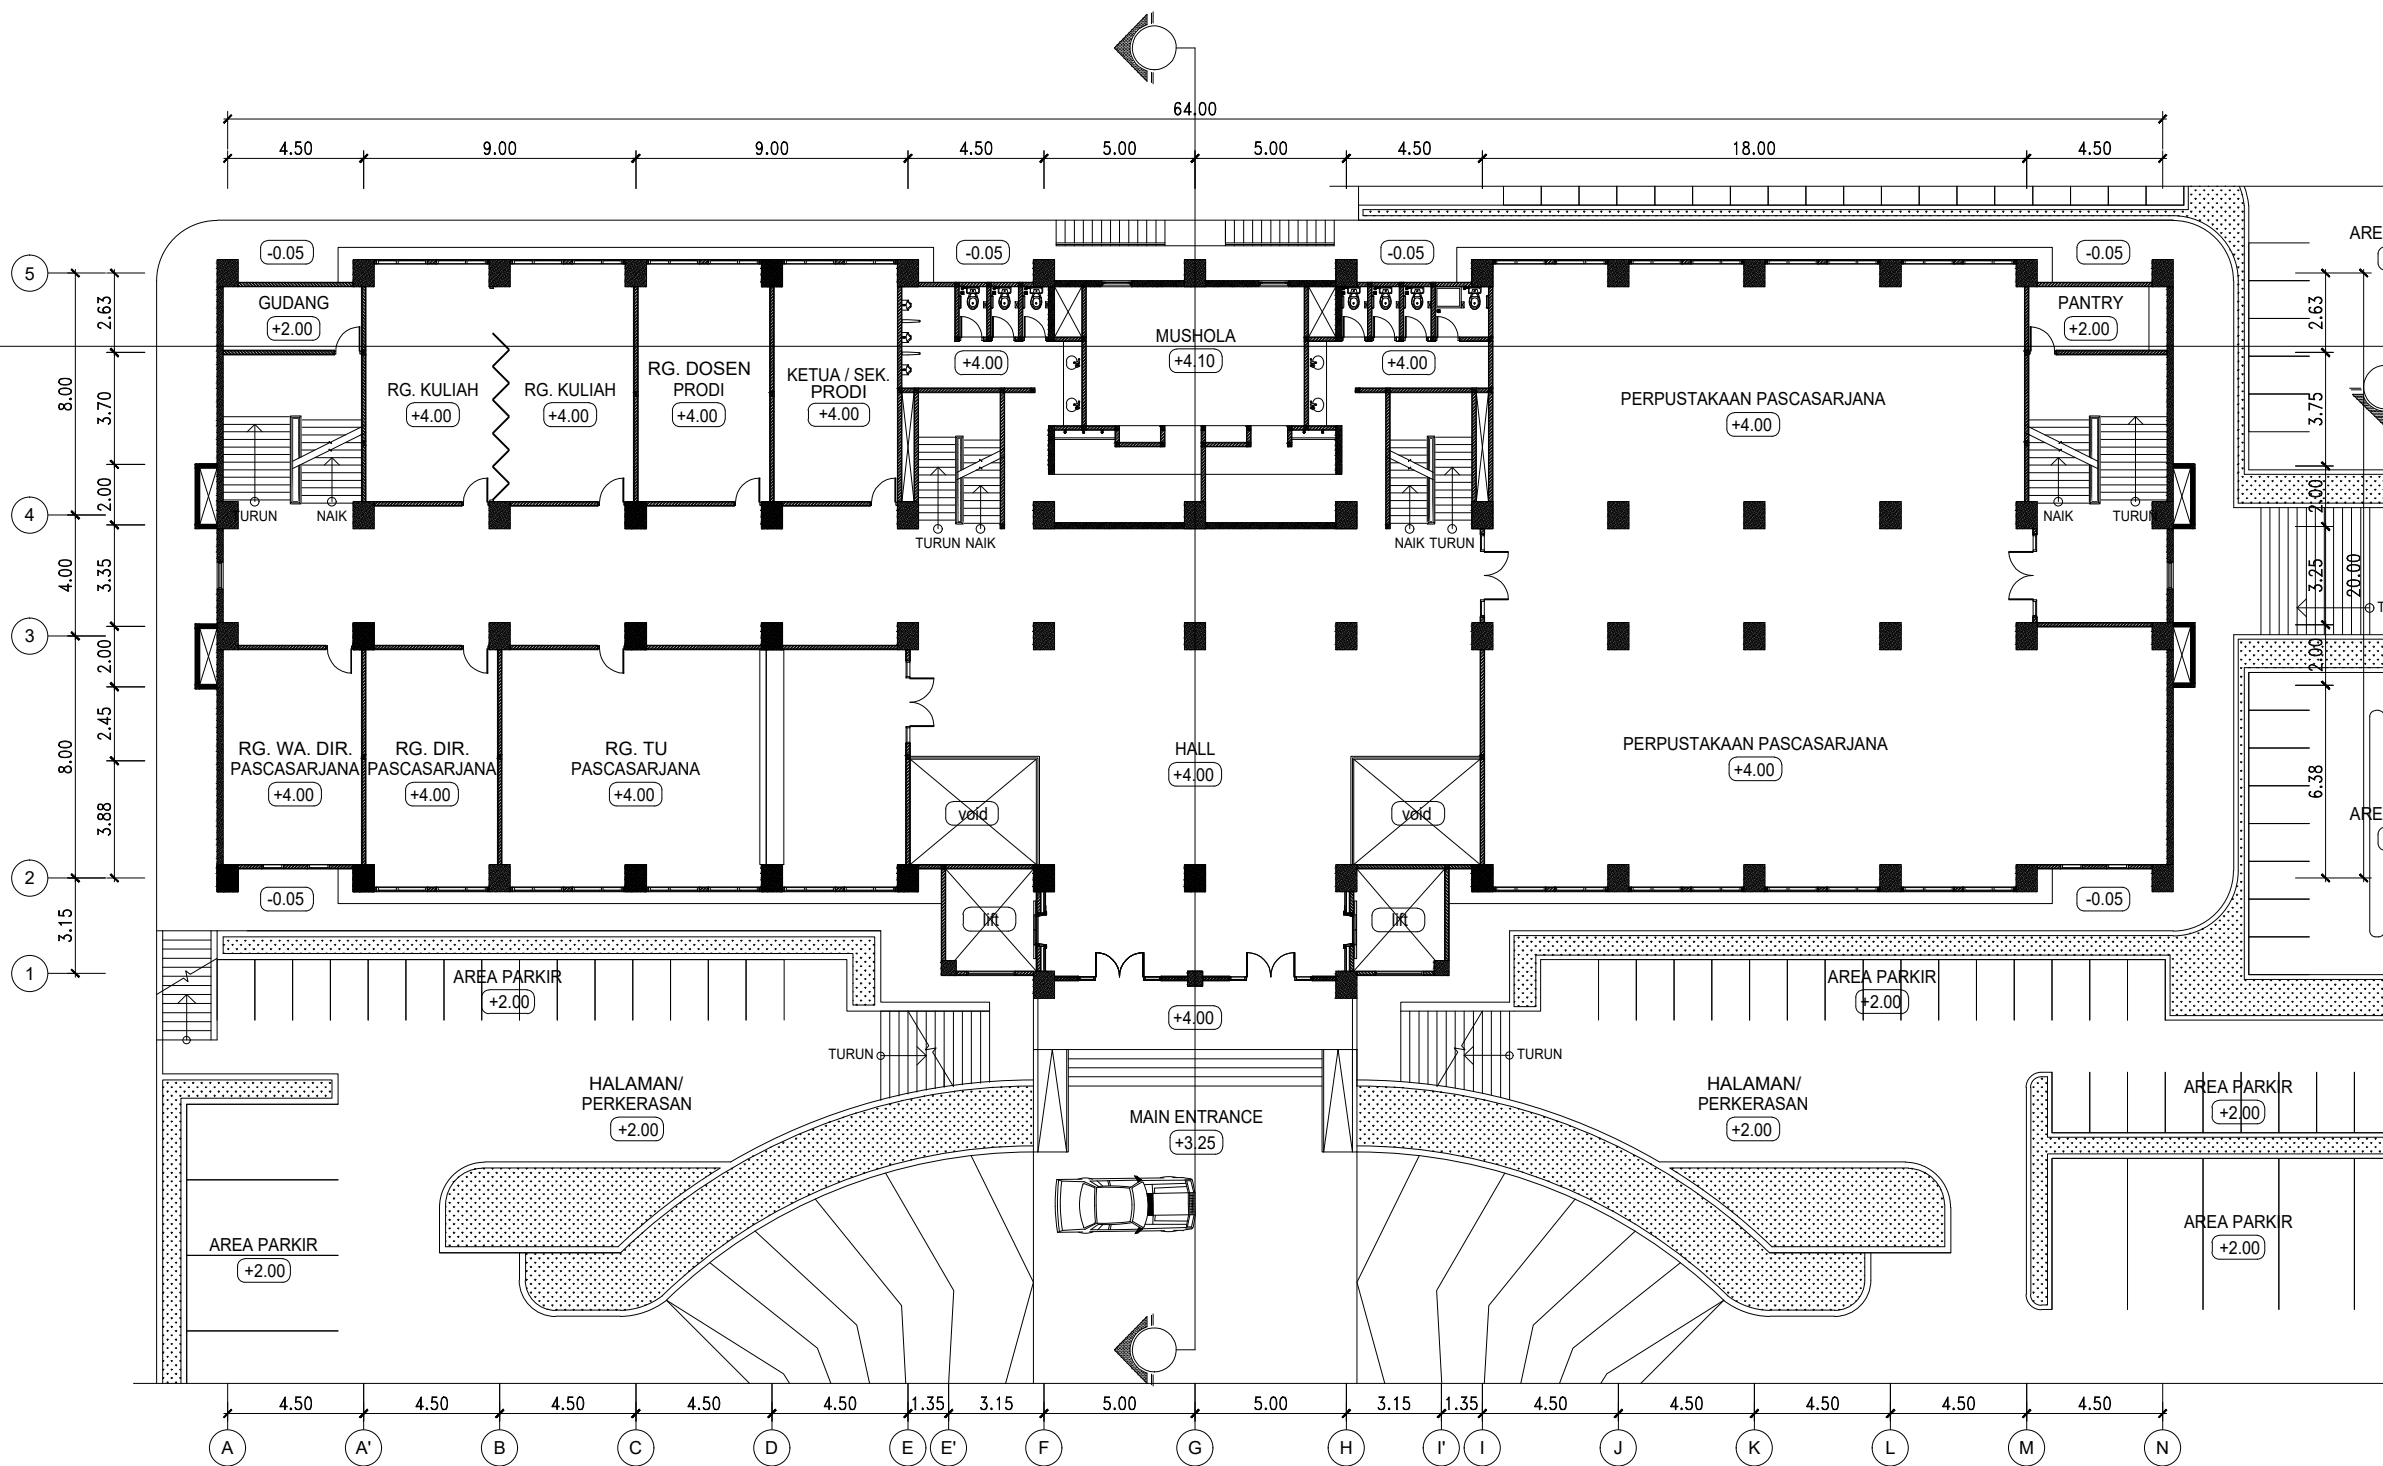 64.00
4.50 9.00 9.00 4.50 5.00 5.00 4.50 18.00 4.50
-0.05 -0.05 -0.05 -0.05
5
GUDANG
+2.00
PANTRY
+2.00
2.63
2.63
MUSHOLA
+4.10
+4.00
+4.00
RG. KULIAH
+4.00
RG. KULIAH
+4.00
RG. DOSEN
PRODI
+4.00
KETUA / SEK.
PRODI
+4.00
PERPUSTAKAAN PASCASARJANA
+4.00
8.00
3.70
3.75
2.00
2.00
4
TURUN NAIK
TURUN NAIK
NAIK TURUN
NAIK TURUN
4.00
3.35
3.25
20.00
3
2.00
2.00
2.45
8.00
3.88
6.38
RG. WA. DIR.
PASCASARJANA
+4.00
RG. DIR.
PASCASARJANA
+4.00
RG. TU
PASCASARJANA
+4.00
HALL
+4.00
PERPUSTAKAAN PASCASARJANA
+4.00
void
void
2
-0.05
-0.05
3.15
lift
lift
1
AREA PARKIR
+2.00
AREA PARKIR
+2.00
+4.00
TURUN
TURUN
HALAMAN/
PERKERASAN
+2.00
MAIN ENTRANCE
+3.25
HALAMAN/
PERKERASAN
+2.00
AREA PARKIR
+2.00
AREA PARKIR
+2.00
AREA PARKIR
+2.00
ARE
ARE
T
4.50 4.50 4.50 4.50 4.50 1.35 3.15 5.00 5.00 3.15 1.35 4.50 4.50 4.50 4.50 4.50
A A' B C D E E' F G H I' I J K L M N